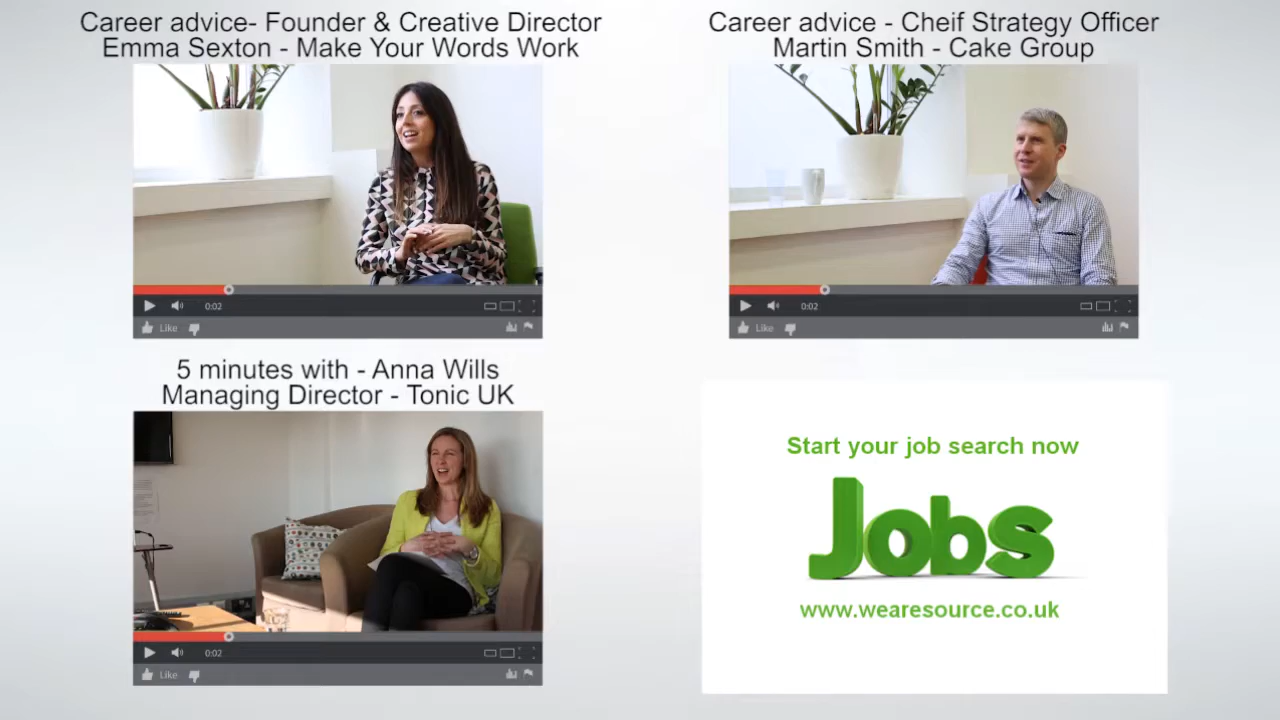 Career advice- Founder & Creative Director
Emma Sexton - Make Your Words Work
0:02
Like
Career advice - Cheif Strategy Officer
Martin Smith - Cake Group
0:02
Like
5 minutes with - Anna Wills
Managing Director - Tonic UK
0:02
Like
Start your job search now
Jobs
www.wearesource.co.uk